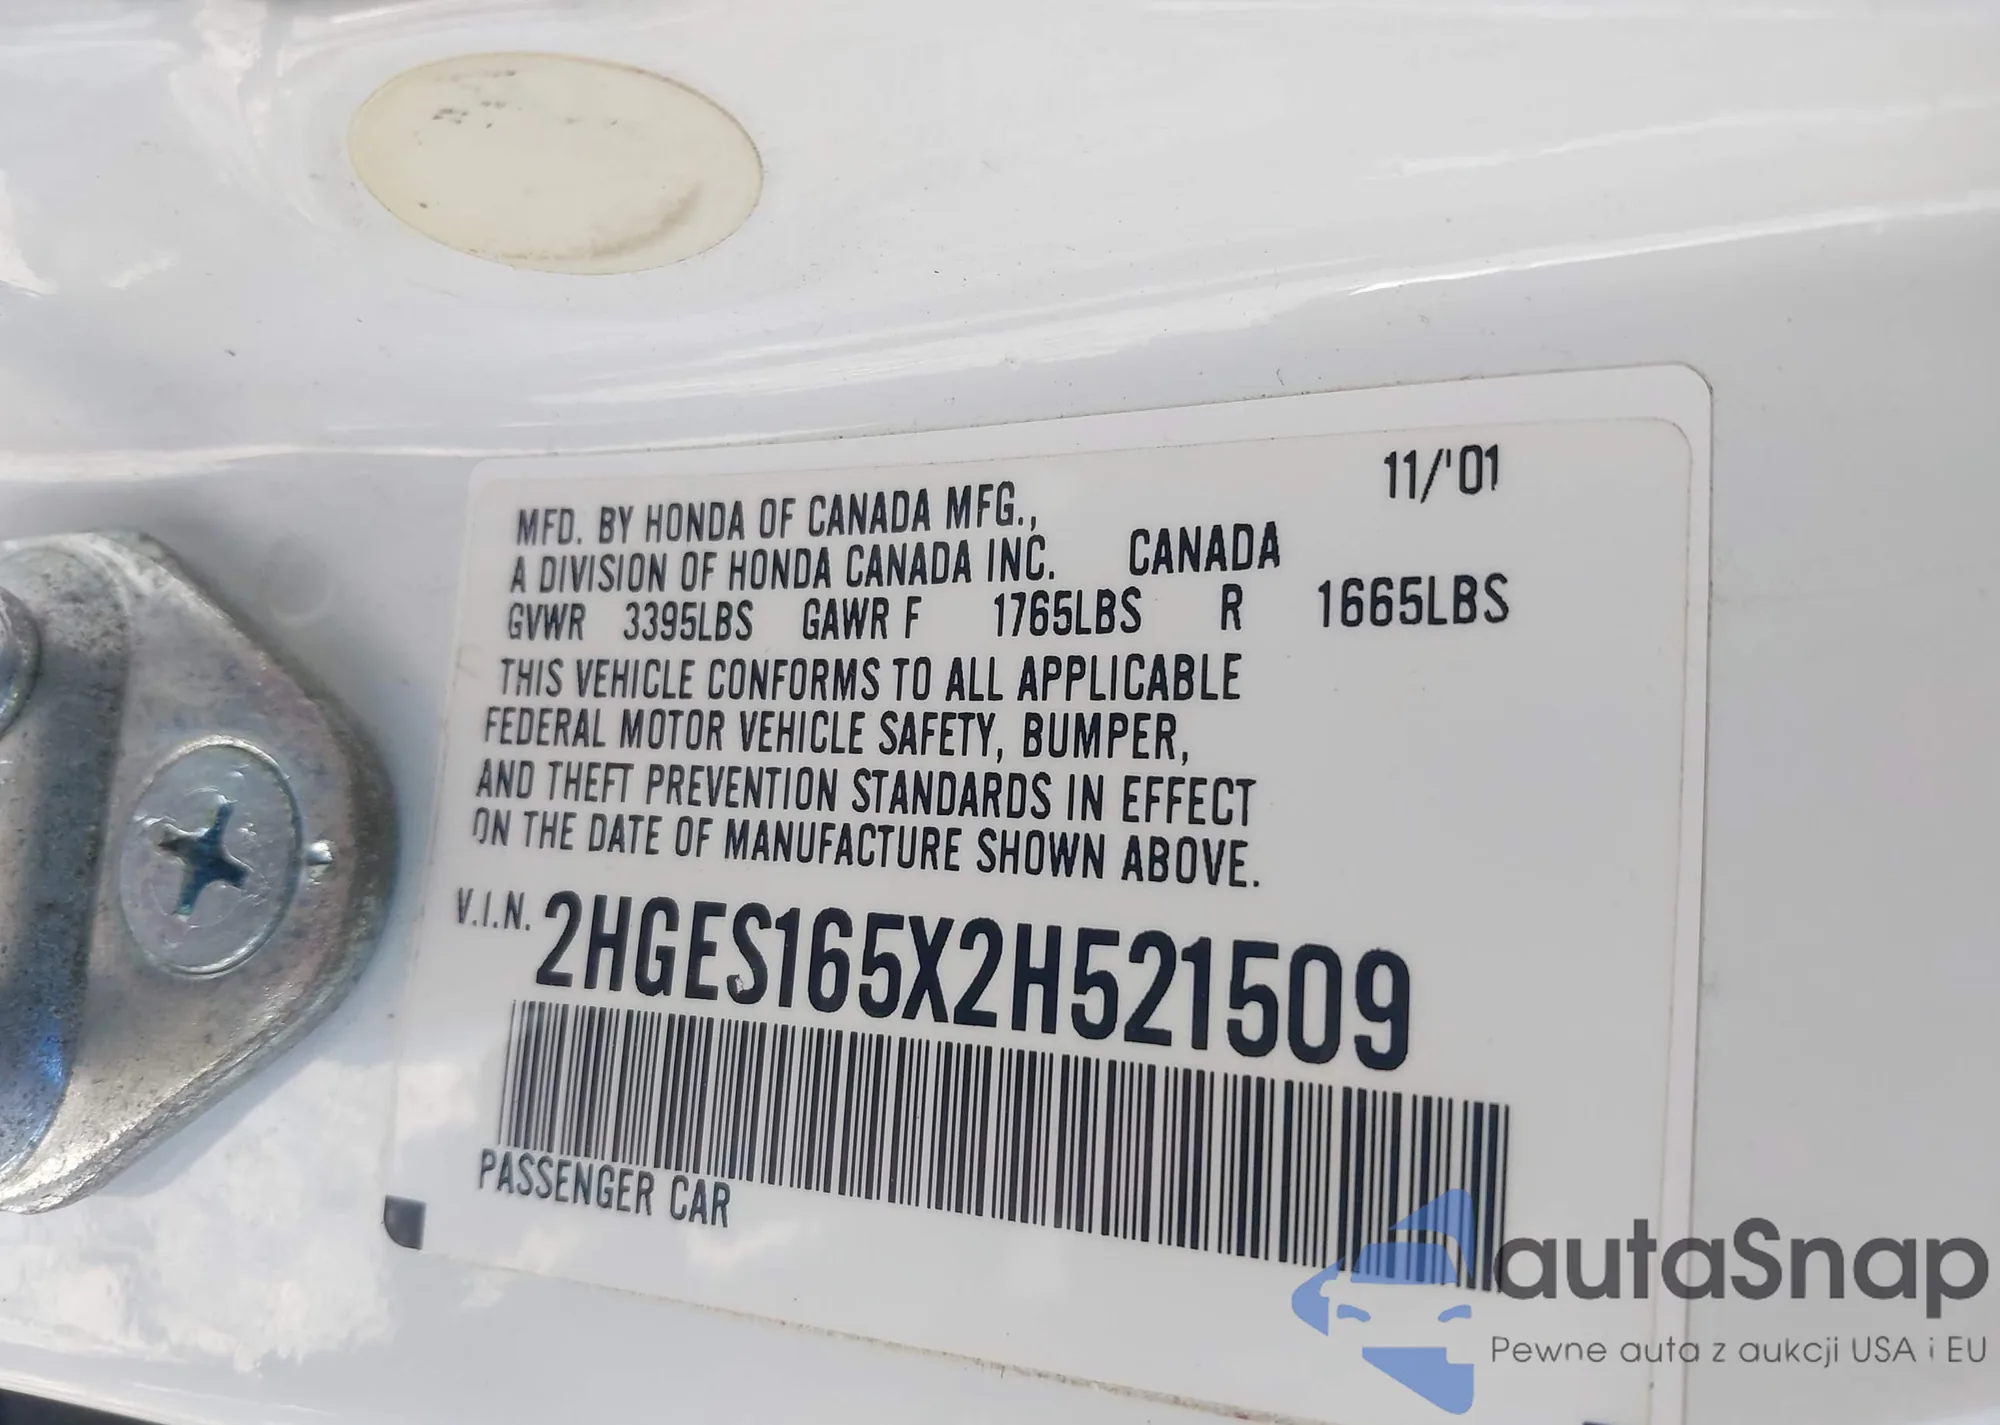 11/'01
MFD. BY HONDA OF CANADA MFG.,
A DIVISION OF HONDA CANADA INC. CANADA
GVWR 3395LBS GAWR F 1765LBS R 1665LBS
THIS VEHICLE CONFORMS TO ALL APPLICABLE
FEDERAL MOTOR VEHICLE SAFETY, BUMPER,
AND THEFT PREVENTION STANDARDS IN EFFECT
ON THE DATE OF MANUFACTURE SHOWN ABOVE.
V.I.N. 2HGES165X2H521509
PASSENGER CAR
autaSnap
Pewne auta z aukcji USA i EU